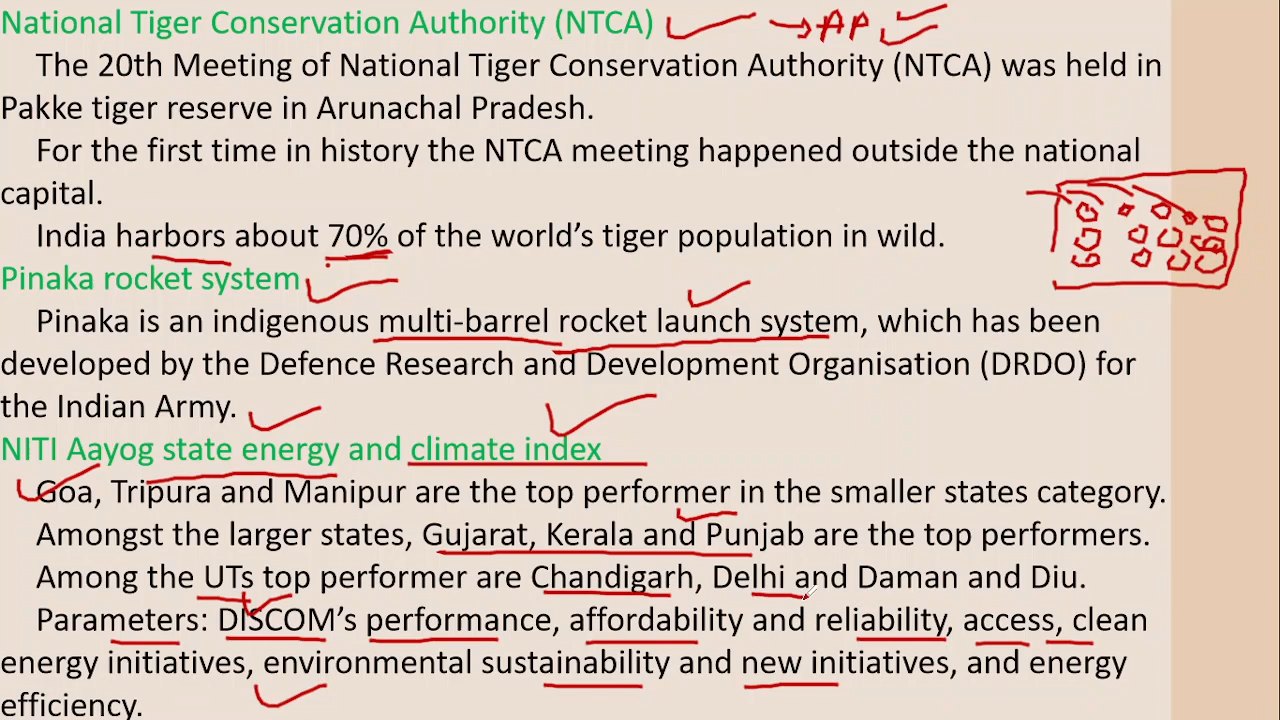 National Tiger Conservation Authority (NTCA) → AP
The 20th Meeting of National Tiger Conservation Authority (NTCA) was held in
Pakke tiger reserve in Arunachal Pradesh.
For the first time in history the NTCA meeting happened outside the national
capital.
India harbors about 70% of the world’s tiger population in wild.
Pinaka rocket system
Pinaka is an indigenous multi-barrel rocket launch system, which has been
developed by the Defence Research and Development Organisation (DRDO) for
the Indian Army.
NITI Aayog state energy and climate index
Goa, Tripura and Manipur are the top performer in the smaller states category.
Amongst the larger states, Gujarat, Kerala and Punjab are the top performers.
Among the UTs top performer are Chandigarh, Delhi and Daman and Diu.
Parameters: DISCOM’s performance, affordability and reliability, access, clean
energy initiatives, environmental sustainability and new initiatives, and energy
efficiency.